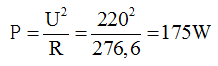 P = U²/R = 220²/276,6 = 175W